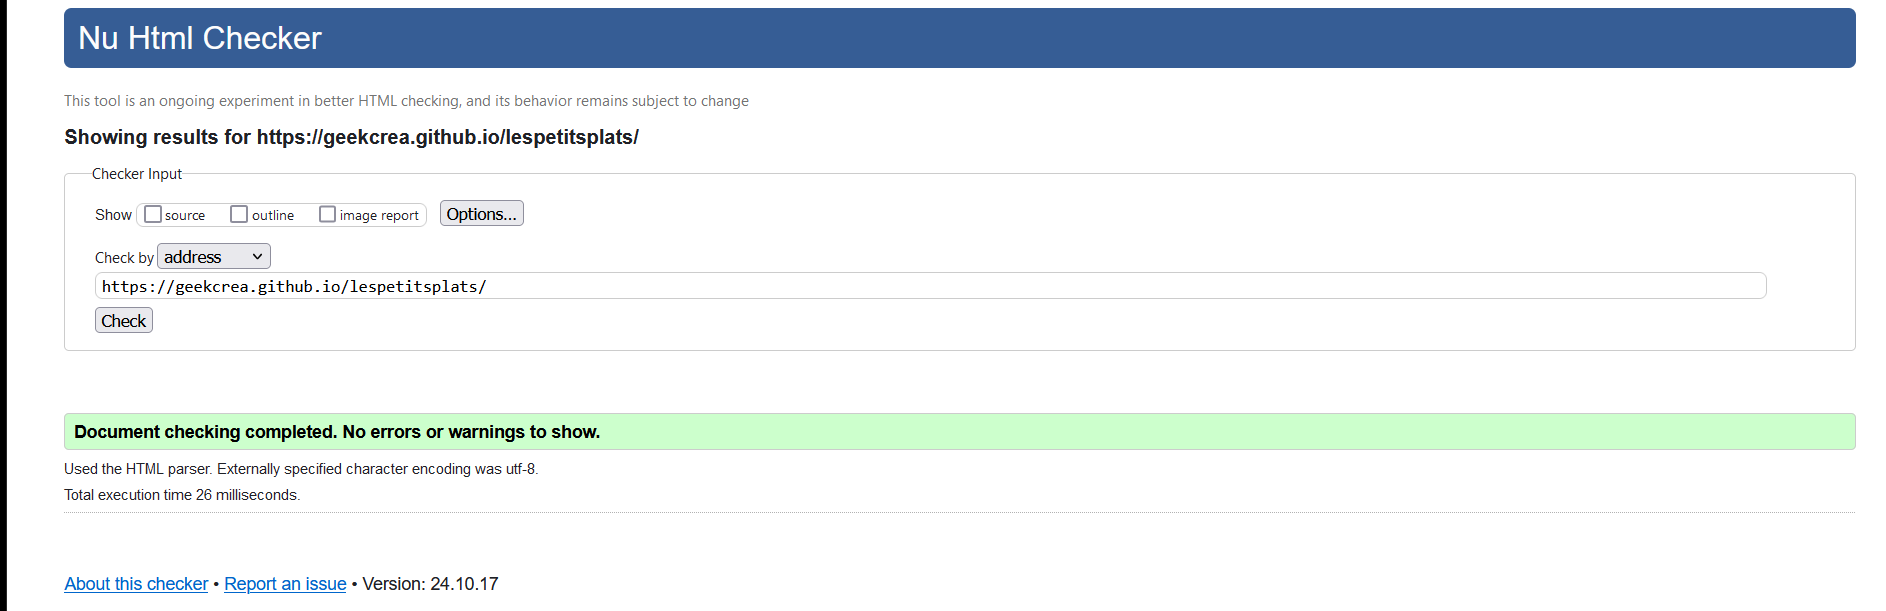 Nu Html Checker
This tool is an ongoing experiment in better HTML checking, and its behavior remains subject to change
Showing results for https://geekcrea.github.io/lespetitsplats/
Checker Input
Show source outline image report Options...
Check by address
https://geekcrea.github.io/lespetitsplats/
Check
Document checking completed. No errors or warnings to show.
Used the HTML parser. Externally specified character encoding was utf-8.
Total execution time 26 milliseconds.
About this checker • Report an issue • Version: 24.10.17